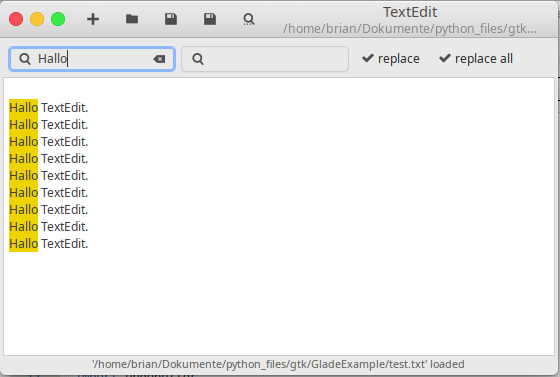 TextEdit
/home/brian/Dokumente/python_files/gtk...
Hallo
replace
replace all
Hallo TextEdit.
Hallo TextEdit.
Hallo TextEdit.
Hallo TextEdit.
Hallo TextEdit.
Hallo TextEdit.
Hallo TextEdit.
Hallo TextEdit.
Hallo TextEdit.
'/home/brian/Dokumente/python_files/gtk/GladeExample/test.txt' loaded